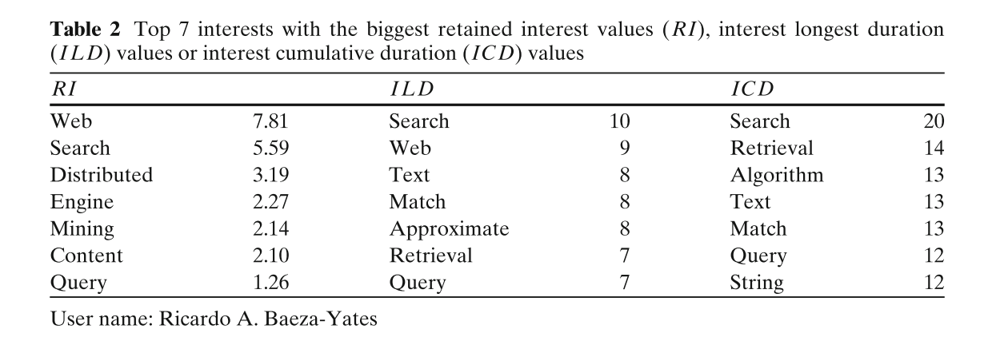 Table 2 Top 7 interests with the biggest retained interest values (RI), interest longest duration
(ILD) values or interest cumulative duration (ICD) values
RI ILD ICD
Web 7.81 Search 10 Search 20
Search 5.59 Web 9 Retrieval 14
Distributed 3.19 Text 8 Algorithm 13
Engine 2.27 Match 8 Text 13
Mining 2.14 Approximate 8 Match 13
Content 2.10 Retrieval 7 Query 12
Query 1.26 Query 7 String 12
User name: Ricardo A. Baeza-Yates